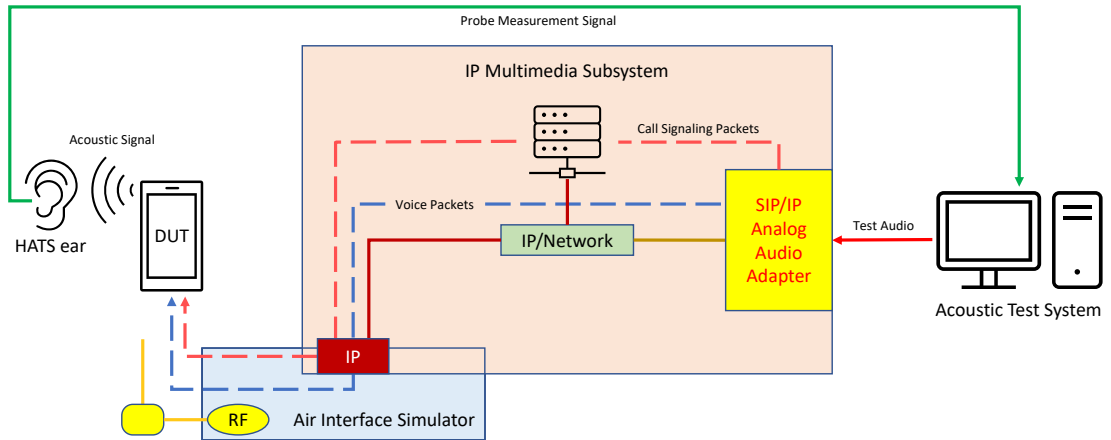 Probe Measurement Signal
IP Multimedia Subsystem
Acoustic Signal
Call Signaling Packets
HATS ear
DUT
Voice Packets
SIP/IP
Analog
Audio
Adapter
Test Audio
IP/Network
Acoustic Test System
IP
RF
Air Interface Simulator